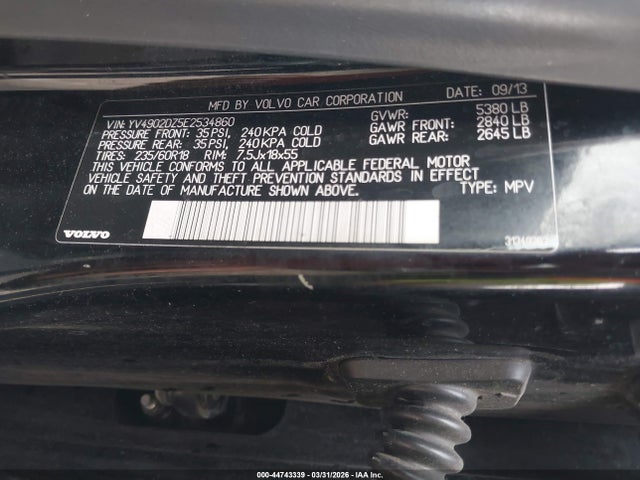 MFD BY VOLVO CAR CORPORATION DATE: 09/13
VIN: YV4902DZ5E2534860
PRESSURE FRONT: 35PSI, 240KPA COLD
PRESSURE REAR: 35PSI, 240KPA COLD
TIRES: 235/60R18 RIM: 7.5Jx18x55
GVWR: 5380 LB
GAWR FRONT: 2840 LB
GAWR REAR: 2645 LB
THIS VEHICLE CONFORMS TO ALL APPLICABLE FEDERAL MOTOR
VEHICLE SAFETY AND THEFT PREVENTION STANDARDS IN EFFECT
ON DATE OF MANUFACTURE SHOWN ABOVE. TYPE: MPV
VOLVO
000-44743339 | 03/31/2026 - IAA Inc.